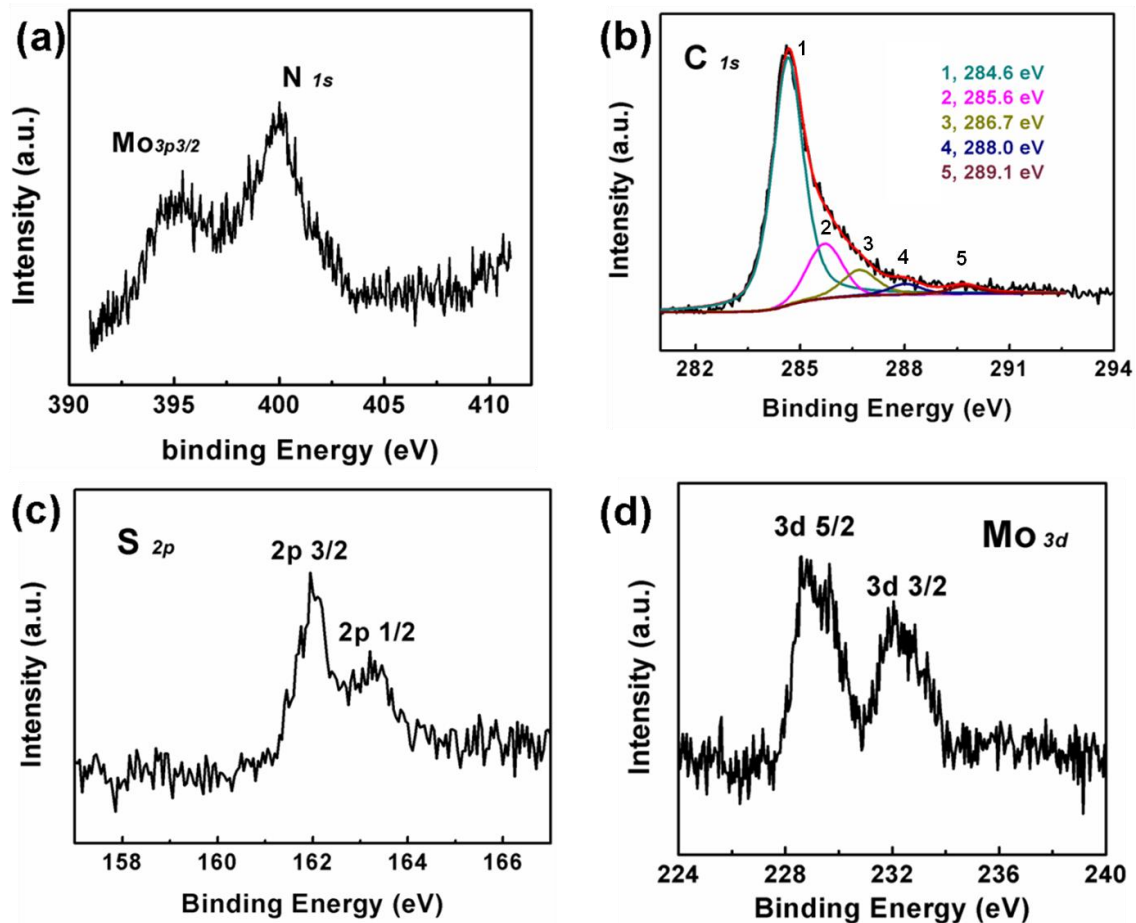 (a)
N 1s
Mo3p3/2
Intensity (a.u.)
390 395 400 405 410
binding Energy (eV)
(b)
C 1s
1
1, 284.6 eV
2, 285.6 eV
3, 286.7 eV
4, 288.0 eV
5, 289.1 eV
2 3 4 5
Intensity (a.u.)
282 285 288 291 294
Binding Energy (eV)
(c)
S 2p
2p 3/2
2p 1/2
Intensity (a.u.)
158 160 162 164 166
Binding Energy (eV)
(d)
3d 5/2
Mo 3d
3d 3/2
Intensity (a.u.)
224 228 232 236 240
Binding Energy (eV)